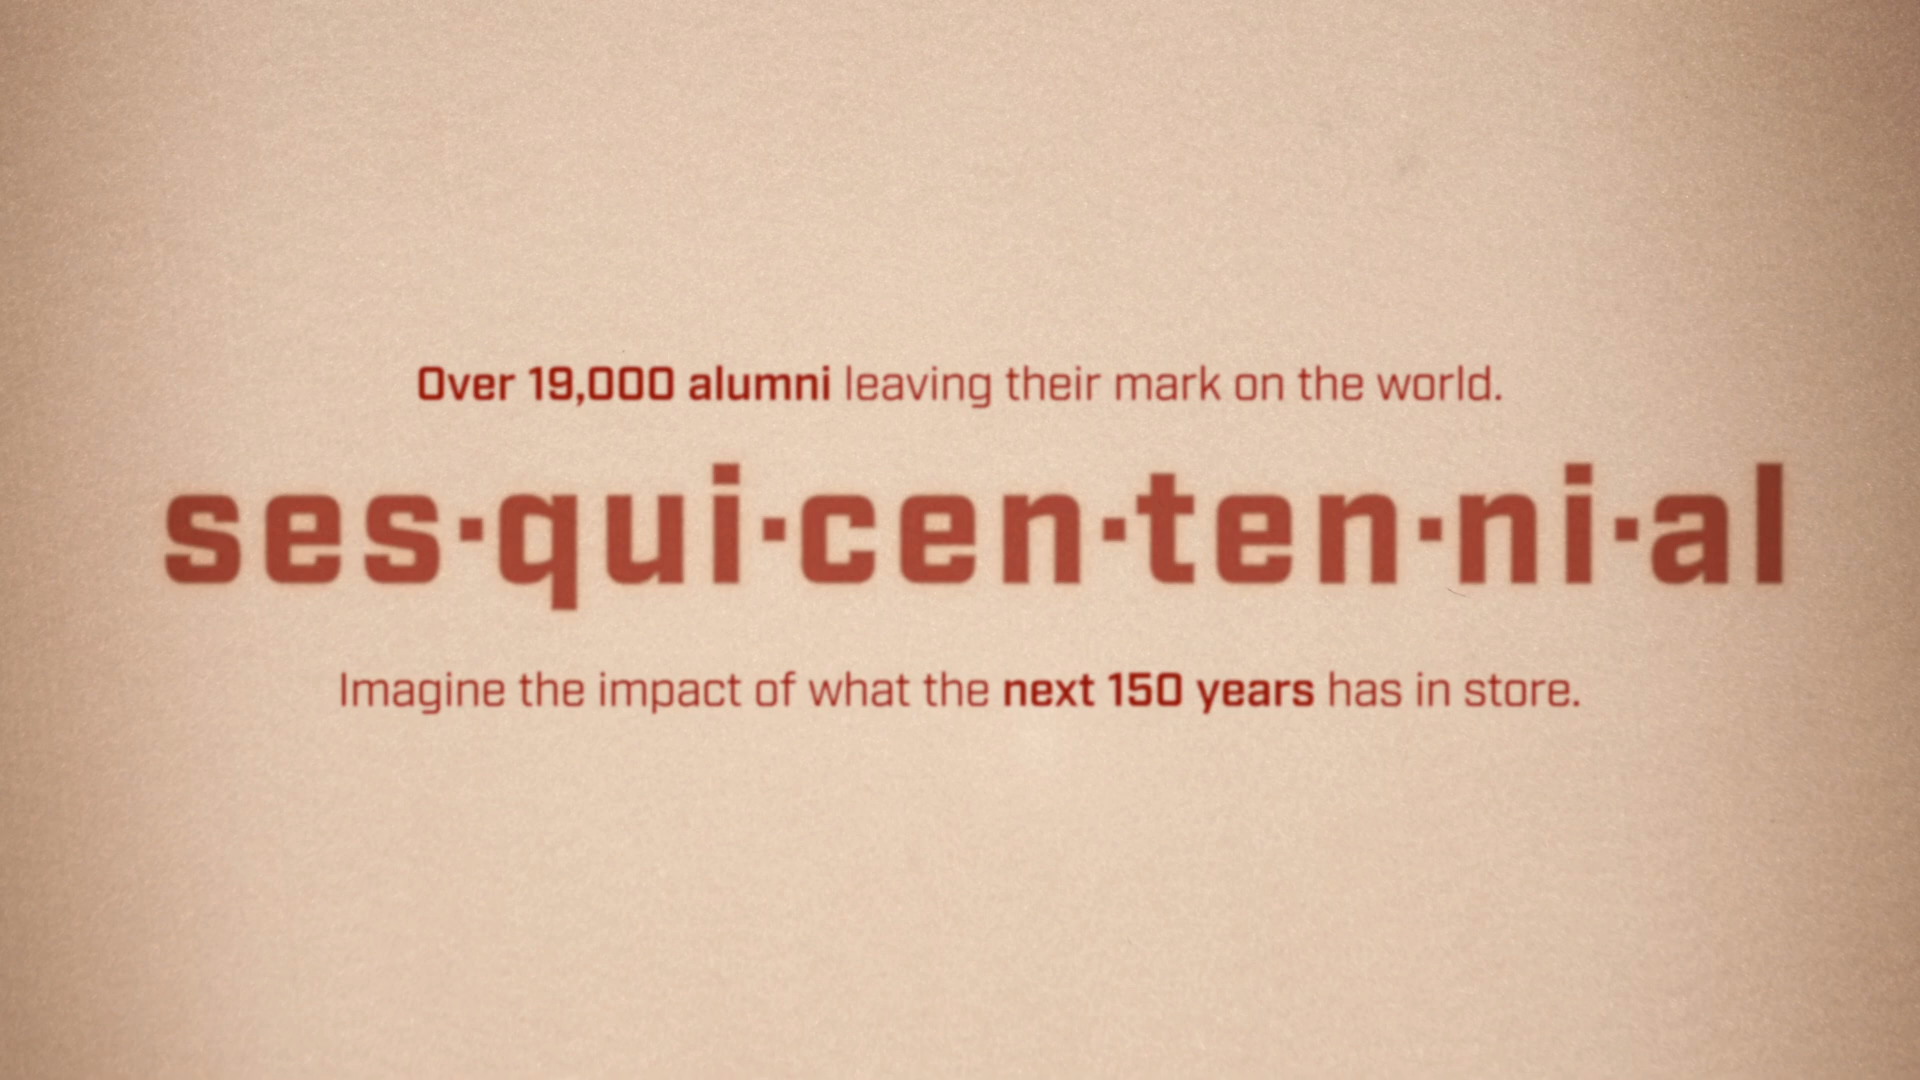 Over 19,000 alumni leaving their mark on the world.
ses·qui·cen·ten·ni·al
Imagine the impact of what the next 150 years has in store.